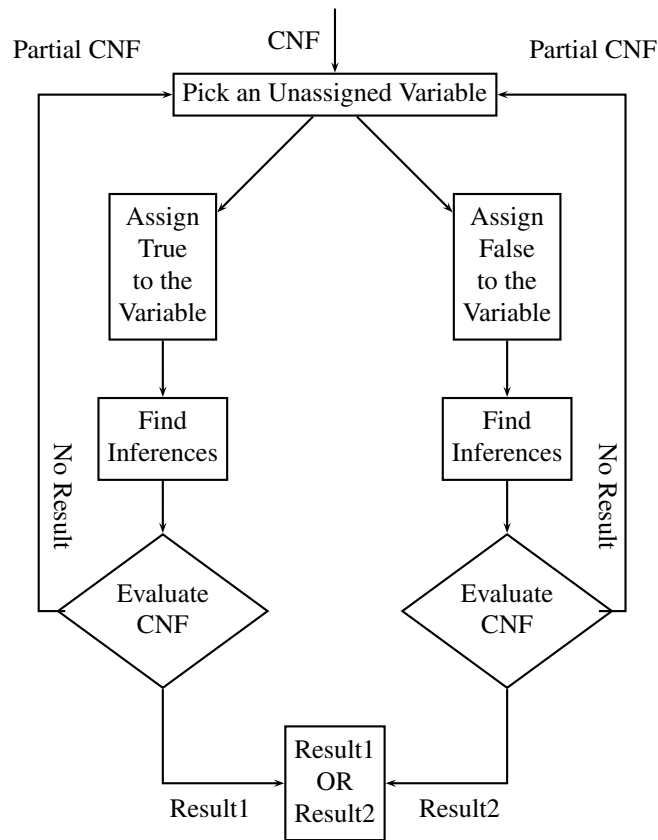 CNF
Partial CNF
Partial CNF
Pick an Unassigned Variable
Assign
True
to the
Variable
Assign
False
to the
Variable
Find
Inferences
Find
Inferences
No Result
No Result
Evaluate
CNF
Evaluate
CNF
Result1
OR
Result2
Result1
Result2